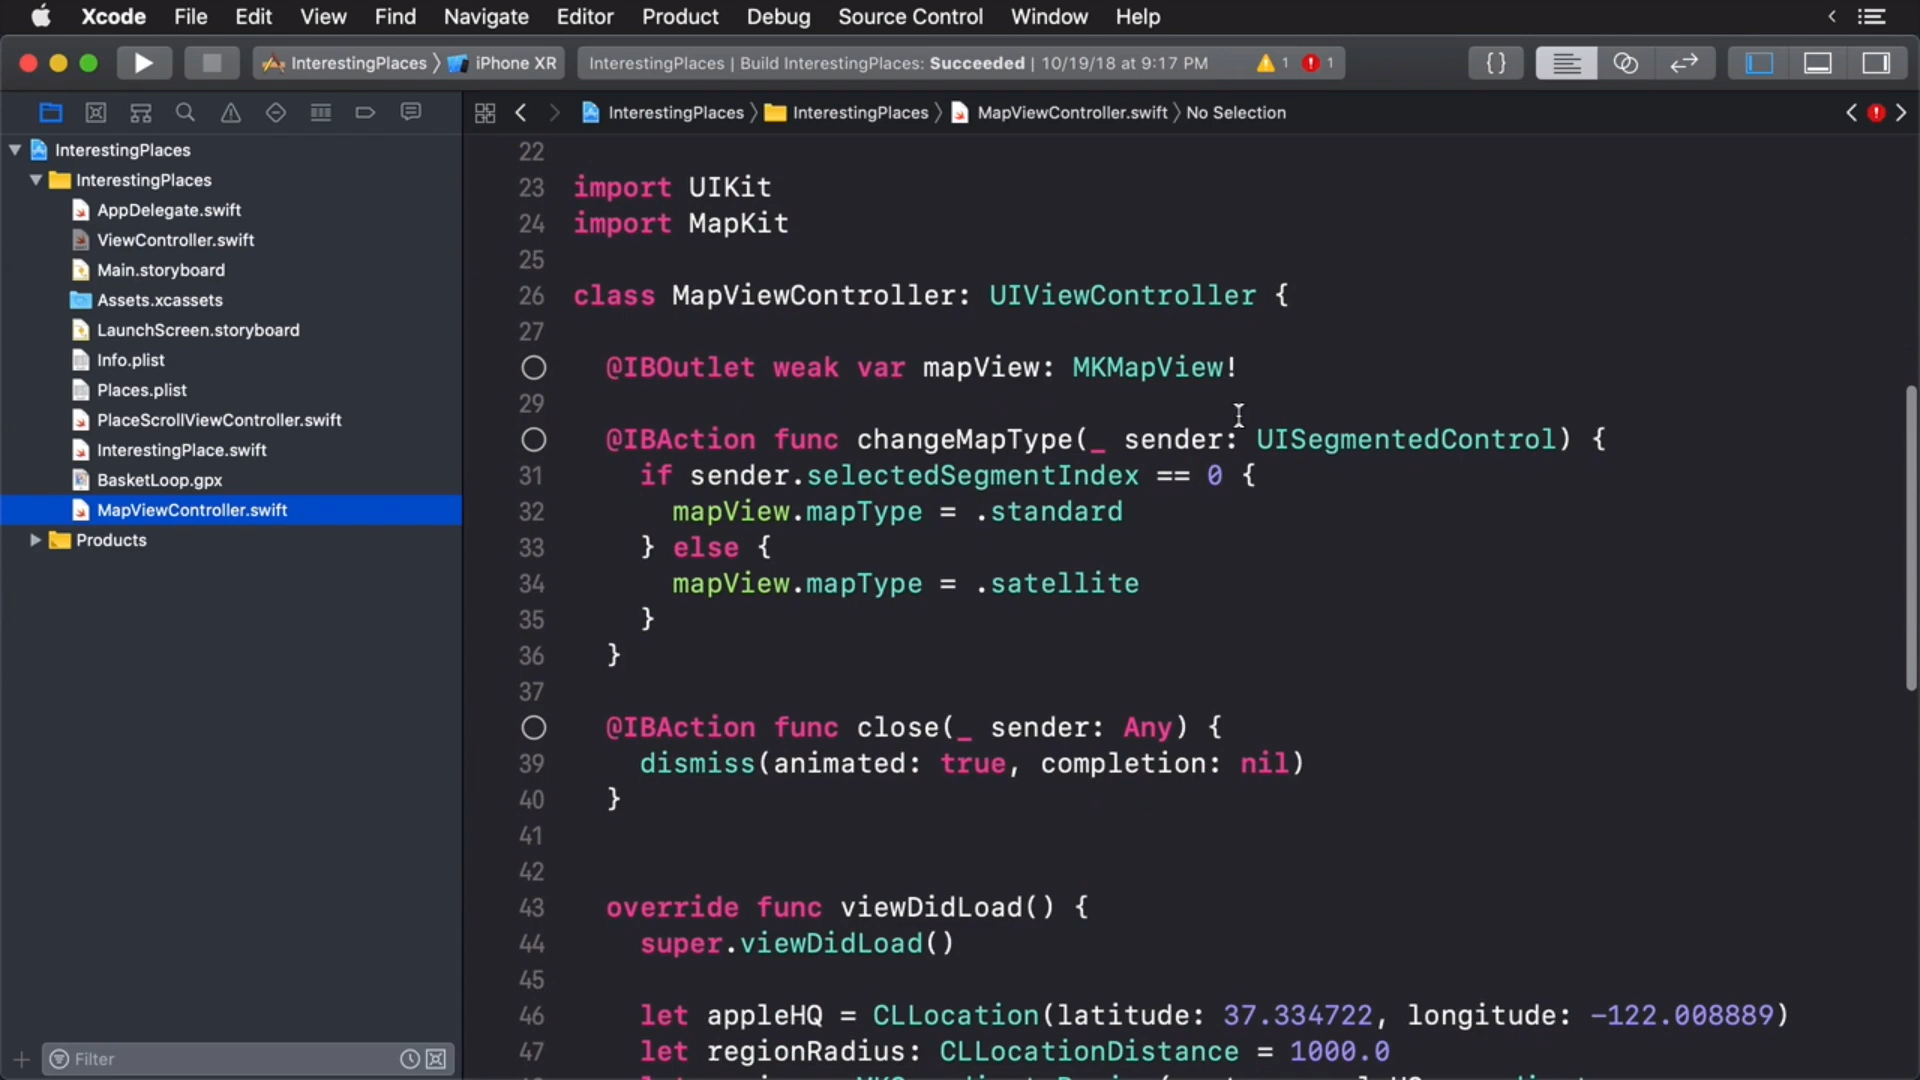 Xcode File Edit View Find Navigate Editor Product Debug Source Control Window Help
InterestingPlaces iPhone XR InterestingPlaces | Build InterestingPlaces: Succeeded | 10/19/18 at 9:17 PM 1 1 {}
InterestingPlaces InterestingPlaces MapViewController.swift No Selection
InterestingPlaces
InterestingPlaces
AppDelegate.swift
ViewController.swift
Main.storyboard
Assets.xcassets
LaunchScreen.storyboard
Info.plist
Places.plist
PlaceScrollViewController.swift
InterestingPlace.swift
BasketLoop.gpx
MapViewController.swift
Products
Filter
22
23 import UIKit
24 import MapKit
25
26 class MapViewController: UIViewController {
27
@IBOutlet weak var mapView: MKMapView!
29
@IBAction func changeMapType(_ sender: UISegmentedControl) {
31 if sender.selectedSegmentIndex == 0 {
32 mapView.mapType = .standard
33 } else {
34 mapView.mapType = .satellite
35 }
36 }
37
@IBAction func close(_ sender: Any) {
39 dismiss(animated: true, completion: nil)
40 }
41
42
43 override func viewDidLoad() {
44 super.viewDidLoad()
45
46 let appleHQ = CLLocation(latitude: 37.334722, longitude: -122.008889)
47 let regionRadius: CLLocationDistance = 1000.0